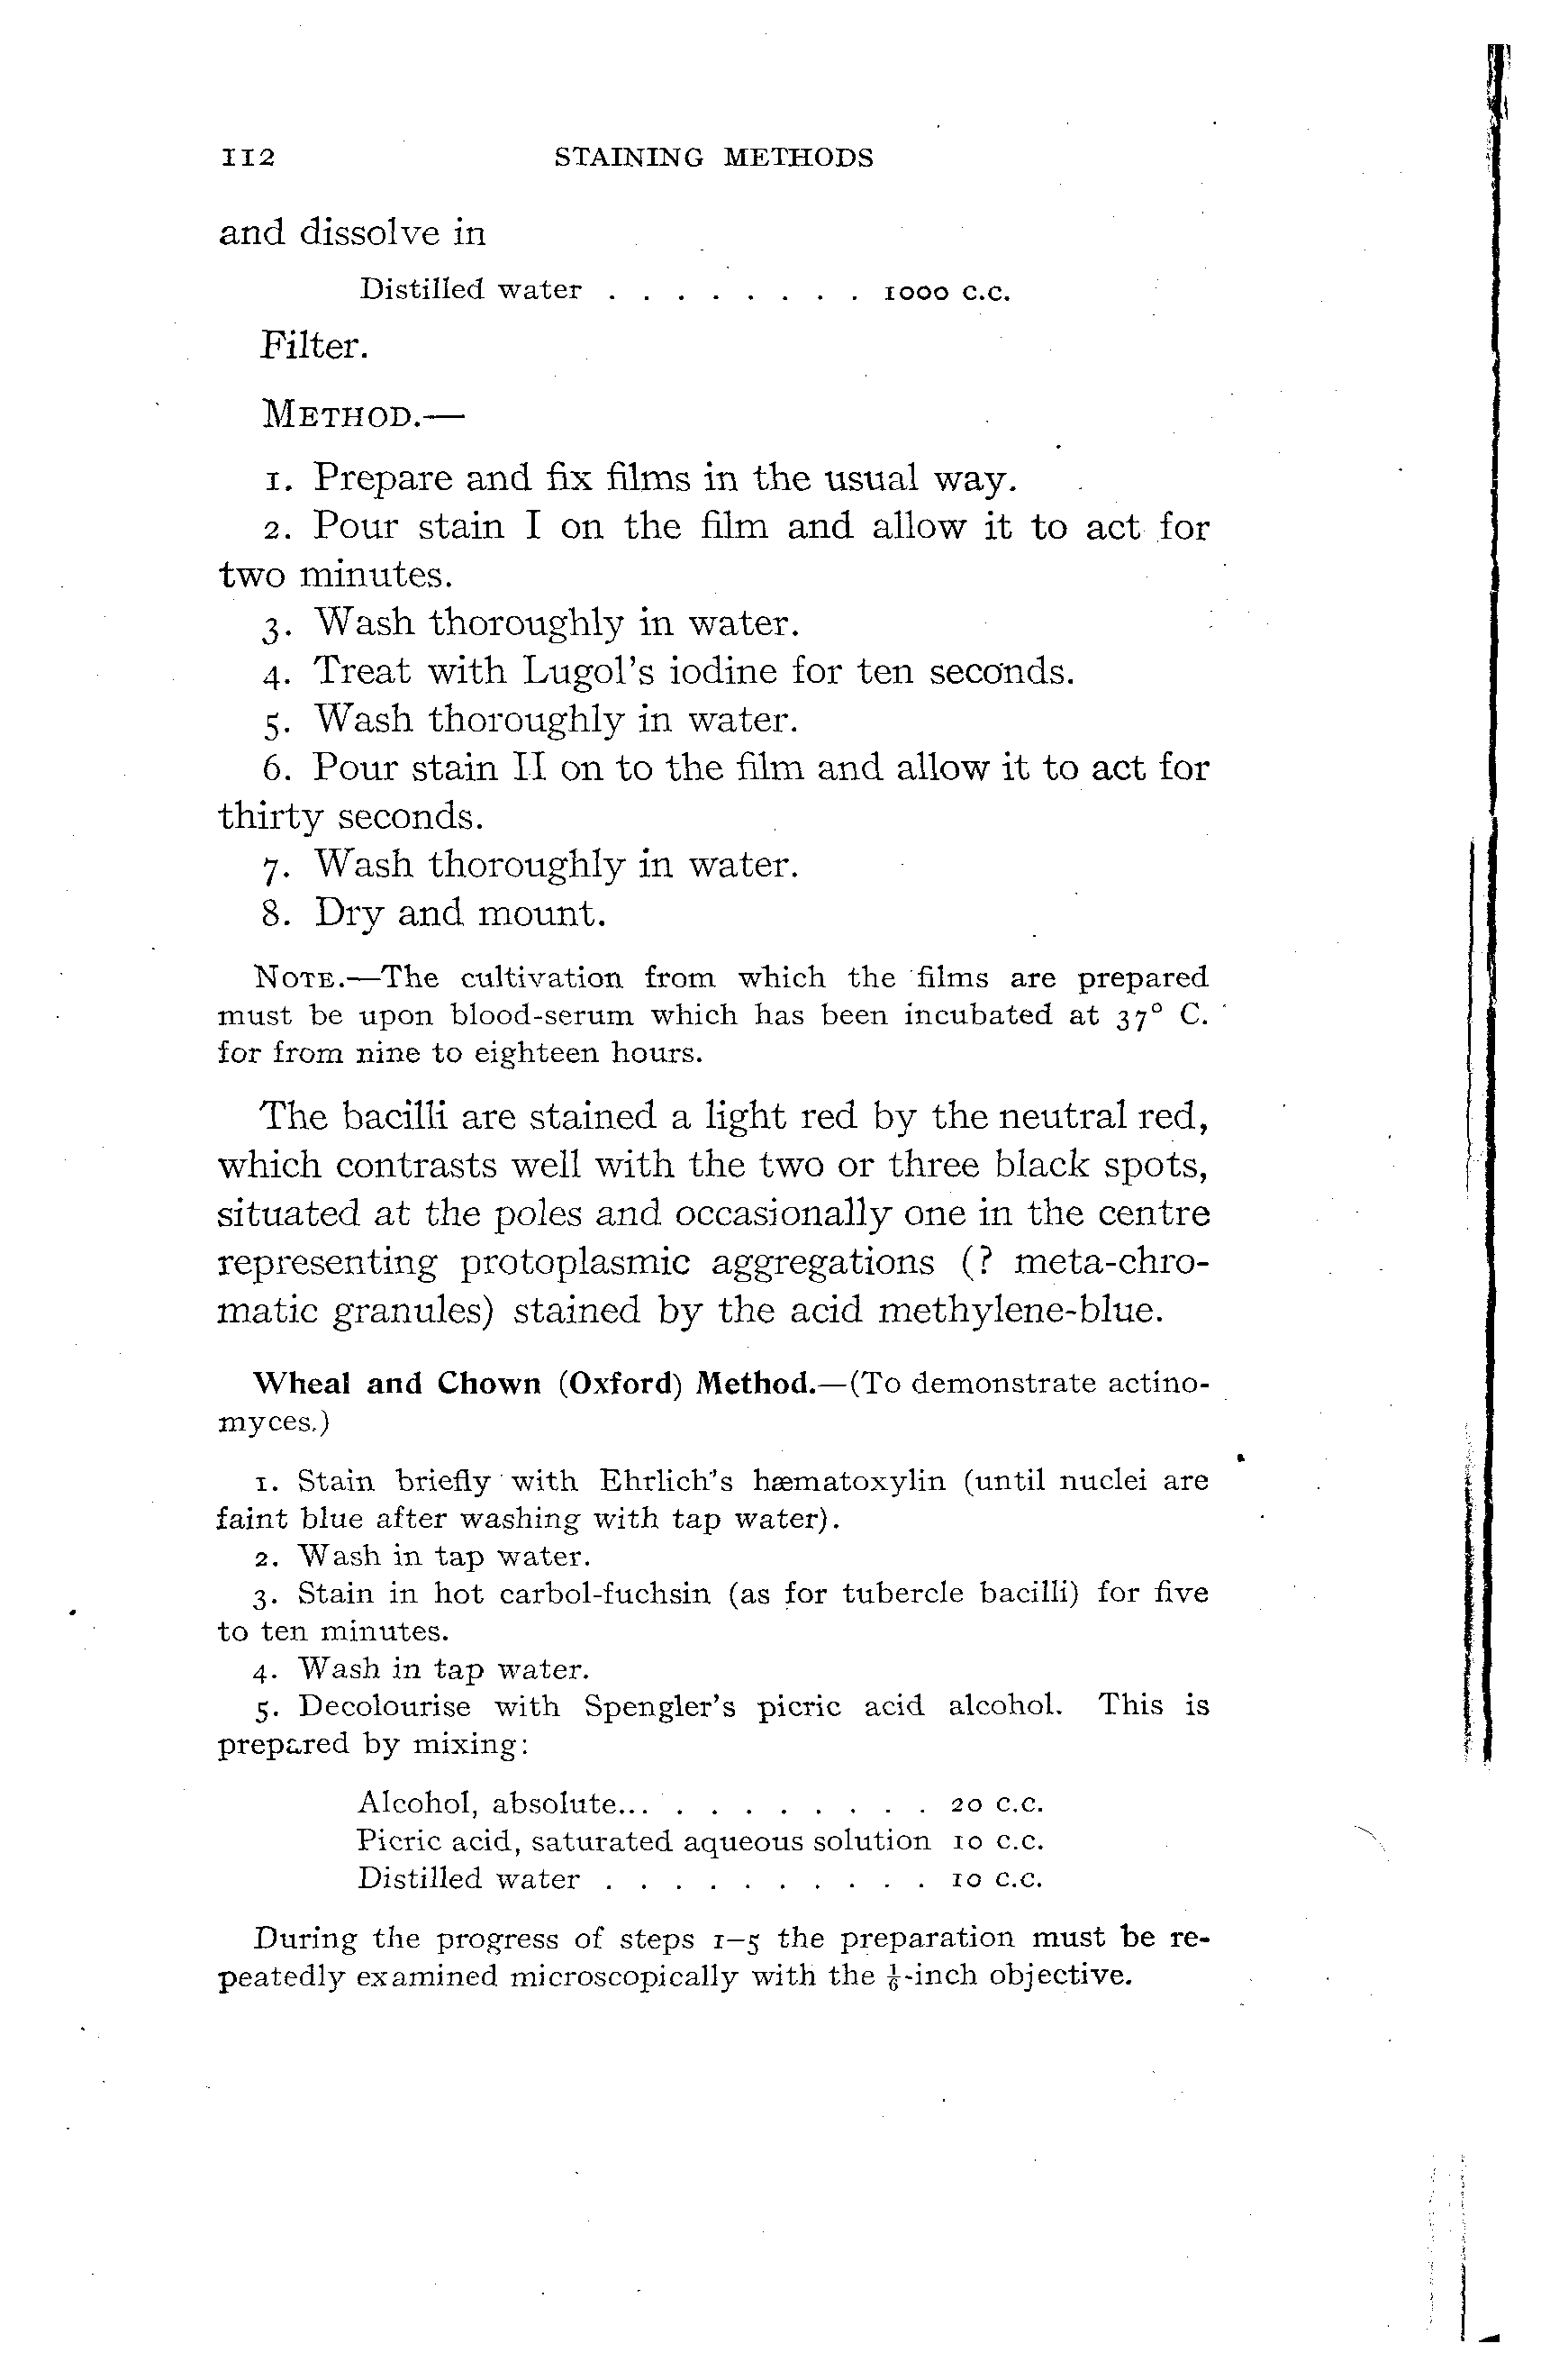 112 STAINING METHODS
and dissolve in
Distilled water . . . . . . . . 1000 c.c.
Filter.
METHOD.—
1. Prepare and fix films in the usual way.
2. Pour stain I on the film and allow it to act for
two minutes.
3. Wash thoroughly in water.
4. Treat with Lugol's iodine for ten seconds.
5. Wash thoroughly in water.
6. Pour stain II on to the film and allow it to act for
thirty seconds.
7. Wash thoroughly in water.
8. Dry and mount.
NOTE.—The cultivation from which the films are prepared
must be upon blood-serum which has been incubated at 37° C.
for from nine to eighteen hours.
The bacilli are stained a light red by the neutral red,
which contrasts well with the two or three black spots,
situated at the poles and occasionally one in the centre
representing protoplasmic aggregations (? meta-chro-
matic granules) stained by the acid methylene-blue.
Wheal and Chown (Oxford) Method.—(To demonstrate actino-
myces.)
1. Stain briefly with Ehrlich's hæmatoxylin (until nuclei are
faint blue after washing with tap water).
2. Wash in tap water.
3. Stain in hot carbol-fuchsin (as for tubercle bacilli) for five
to ten minutes.
4. Wash in tap water.
5. Decolourise with Spengler's picric acid alcohol. This is
prepared by mixing:
Alcohol, absolute... . . . . . . . . 20 c.c.
Picric acid, saturated aqueous solution 10 c.c.
Distilled water . . . . . . . . . . 10 c.c.
During the progress of steps 1–5 the preparation must be re-
peatedly examined microscopically with the ⅙-inch objective.